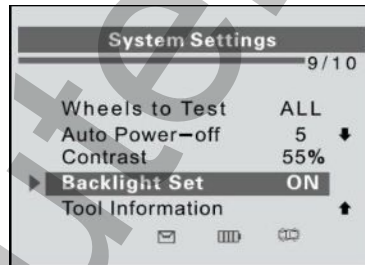 System Settings
9/10
Wheels to Test ALL
Auto Power-off 5
Contrast 55%
Backlight Set ON
Tool Information